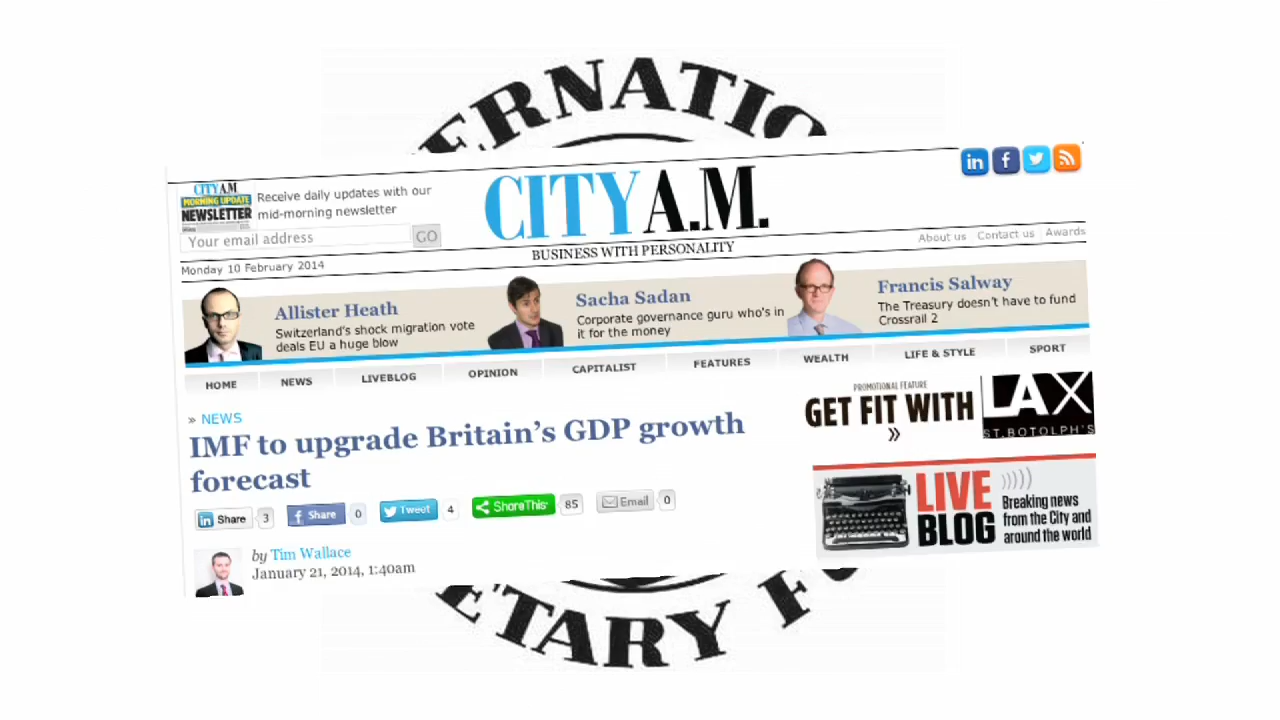 ERNATIO
CITY A.M.
MORNING UPDATE
NEWSLETTER
Receive daily updates with our
mid-morning newsletter
Your email address
GO
CITY A.M.
BUSINESS WITH PERSONALITY
in f
About us Contact us Awards
Monday 10 February 2014
Allister Heath
Switzerland's shock migration vote
deals EU a huge blow
Sacha Sadan
Corporate governance guru who's in
it for the money
Francis Salway
The Treasury doesn't have to fund
Crossrail 2
HOME NEWS LIVEBLOG OPINION CAPITALIST FEATURES WEALTH LIFE & STYLE SPORT
» NEWS
IMF to upgrade Britain's GDP growth
forecast
in Share 3 f Share 0 Tweet 4 ShareThis 85 Email 0
by Tim Wallace
January 21, 2014, 1:40am
PROMOTIONAL FEATURE
GET FIT WITH
»
LAX
ST.BOTOLPH'S
LIVE
BLOG
Breaking news
from the City and
around the world
ETARY FU